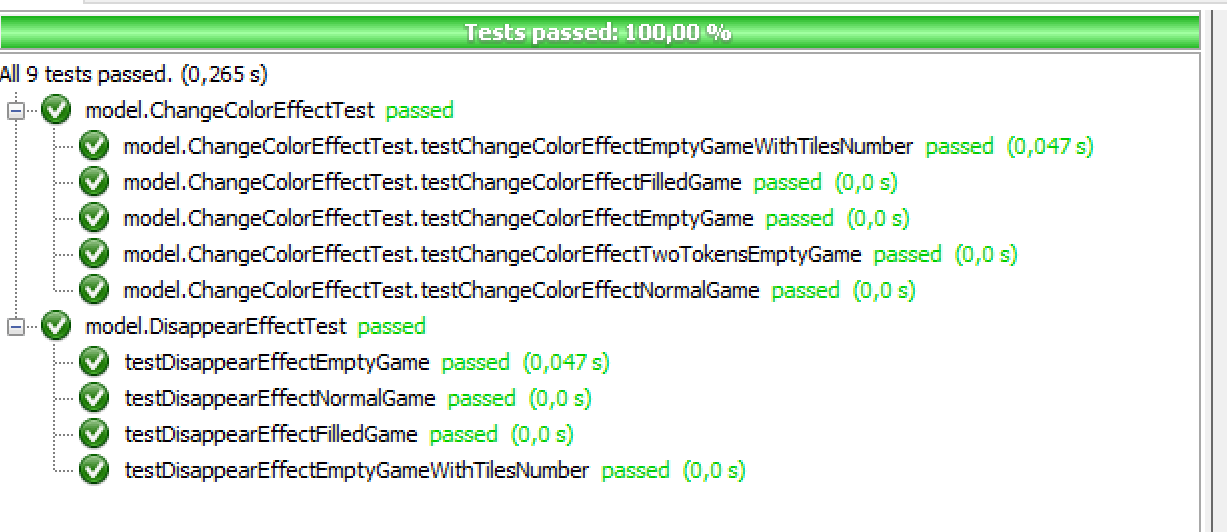 Tests passed: 100,00 %
All 9 tests passed. (0,265 s)
model.ChangeColorEffectTest passed
model.ChangeColorEffectTest.testChangeColorEffectEmptyGameWithTilesNumber passed (0,047 s)
model.ChangeColorEffectTest.testChangeColorEffectFilledGame passed (0,0 s)
model.ChangeColorEffectTest.testChangeColorEffectEmptyGame passed (0,0 s)
model.ChangeColorEffectTest.testChangeColorEffectTwoTokensEmptyGame passed (0,0 s)
model.ChangeColorEffectTest.testChangeColorEffectNormalGame passed (0,0 s)
model.DisappearEffectTest passed
testDisappearEffectEmptyGame passed (0,047 s)
testDisappearEffectNormalGame passed (0,0 s)
testDisappearEffectFilledGame passed (0,0 s)
testDisappearEffectEmptyGameWithTilesNumber passed (0,0 s)